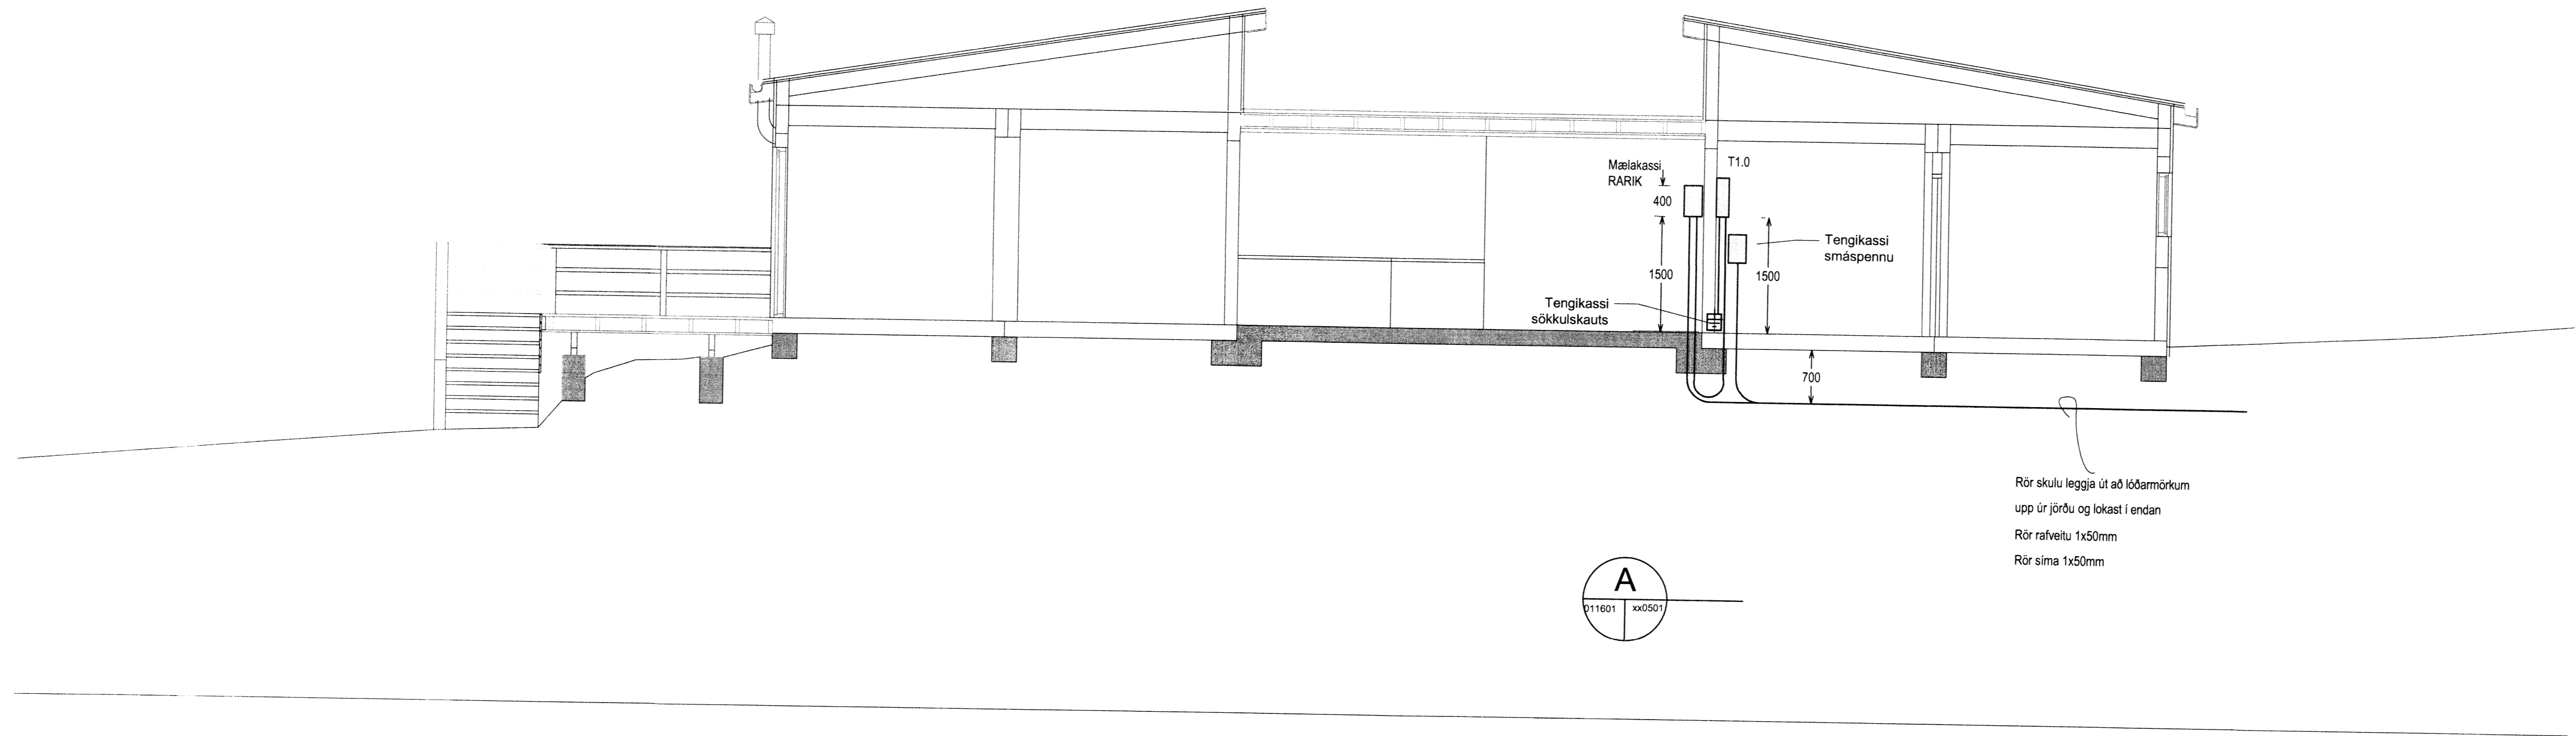 Mælakassi
RARIK
T1.0
400
Tengikassi
smáspennu
1500
1500
Tengikassi
sökkulskauts
700
Rör skulu leggja út að lóðarmörkum
upp úr jörðu og lokast í endan
Rör rafveitu 1x50mm
Rör síma 1x50mm
A
011601 xx0501